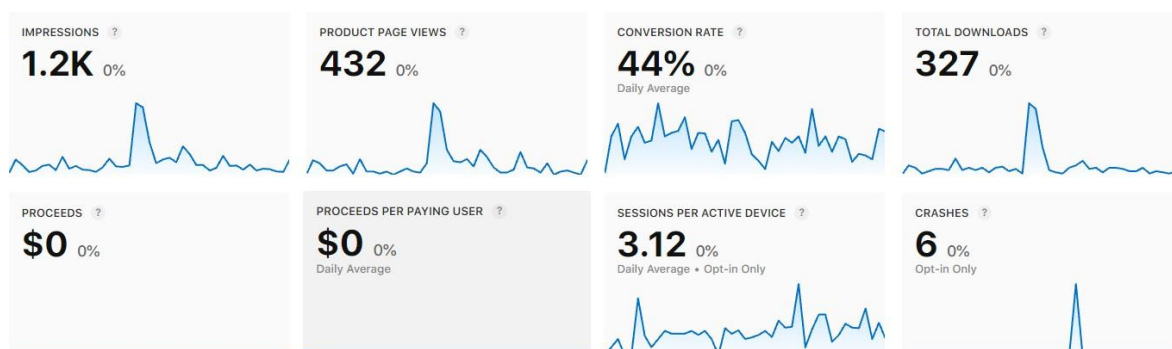 IMPRESSIONS ?
1.2K 0%
PRODUCT PAGE VIEWS ?
432 0%
CONVERSION RATE ?
44% 0%
Daily Average
TOTAL DOWNLOADS ?
327 0%
PROCEEDS ?
$0 0%
PROCEEDS PER PAYING USER ?
$0 0%
Daily Average
SESSIONS PER ACTIVE DEVICE ?
3.12 0%
Daily Average • Opt-in Only
CRASHES ?
6 0%
Opt-in Only